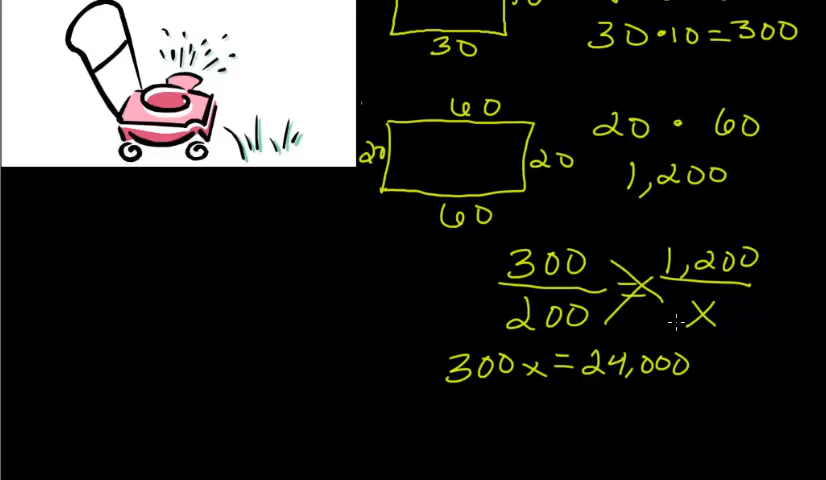 30
30 • 10 = 300
60
20
20
60
20 • 60
1,200
300 = 1,200
200 x
300x = 24,000